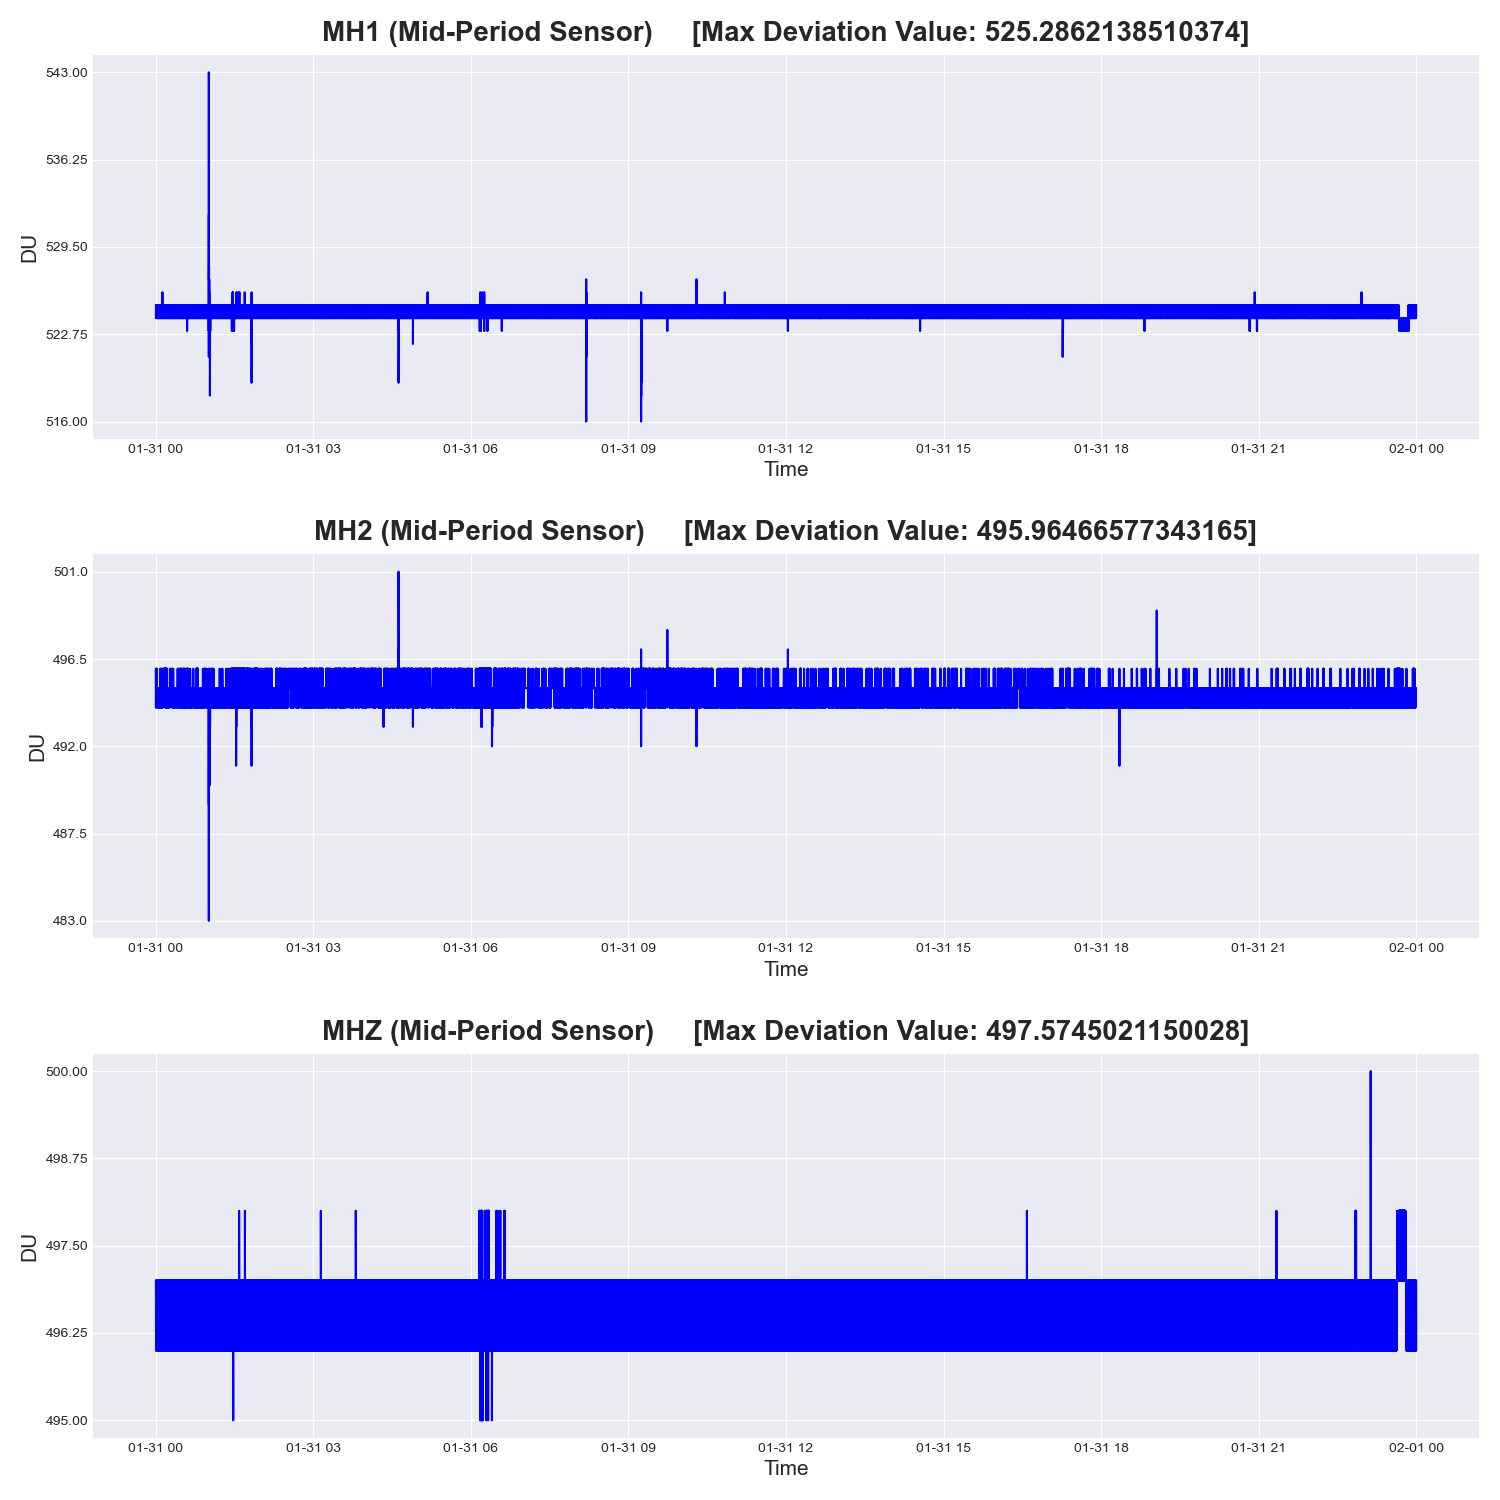 MH1 (Mid-Period Sensor) [Max Deviation Value: 525.2862138510374]
543.00
536.25
529.50
522.75
516.00
DU
01-31 00 01-31 03 01-31 06 01-31 09 01-31 12 01-31 15 01-31 18 01-31 21 02-01 00
Time
MH2 (Mid-Period Sensor) [Max Deviation Value: 495.96466577343165]
501.0
496.5
492.0
487.5
483.0
DU
01-31 00 01-31 03 01-31 06 01-31 09 01-31 12 01-31 15 01-31 18 01-31 21 02-01 00
Time
MHZ (Mid-Period Sensor) [Max Deviation Value: 497.5745021150028]
500.00
498.75
497.50
496.25
495.00
DU
01-31 00 01-31 03 01-31 06 01-31 09 01-31 12 01-31 15 01-31 18 01-31 21 02-01 00
Time